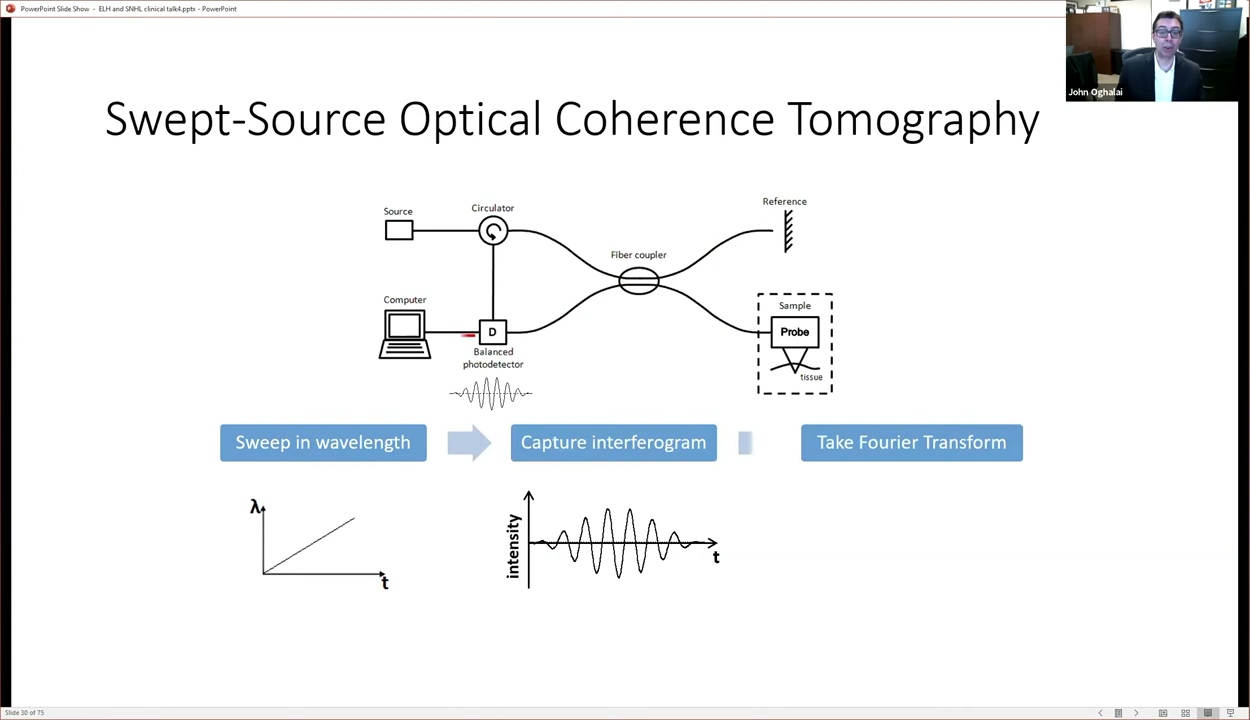 PowerPoint Slide Show - ELH and SNHL clinical talk4.pptx - PowerPoint
John Oghalai
Swept-Source Optical Coherence Tomography
Source
Circulator
Reference
Fiber coupler
Computer
D
Balanced
photodetector
Sample
Probe
tissue
Sweep in wavelength
Capture interferogram
Take Fourier Transform
λ
t
intensity
t
Slide 30 of 75